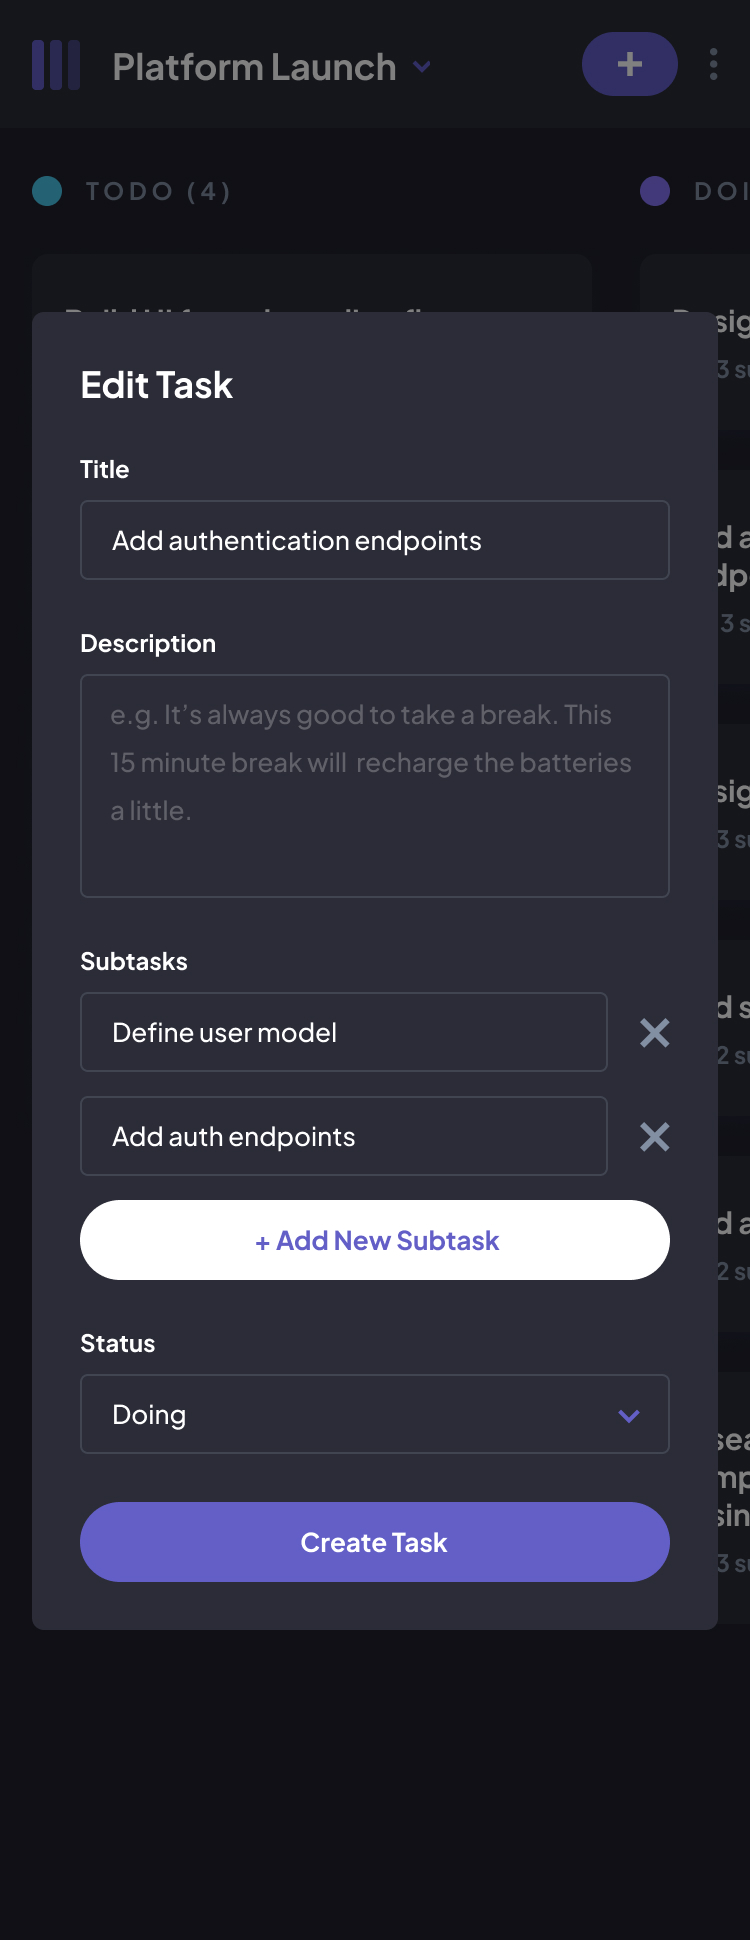 Platform Launch
+
TODO (4)
Edit Task
Title
Add authentication endpoints
Description
e.g. It’s always good to take a break. This
15 minute break will  recharge the batteries
a little.
Subtasks
Define user model
Add auth endpoints
+ Add New Subtask
Status
Doing
Create Task